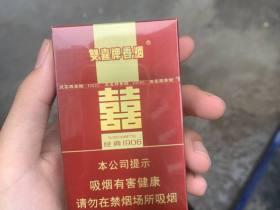 雙喜牌香烟
囍
经典1906
本公司提示
吸烟有害健康
请勿在禁烟场所吸烟